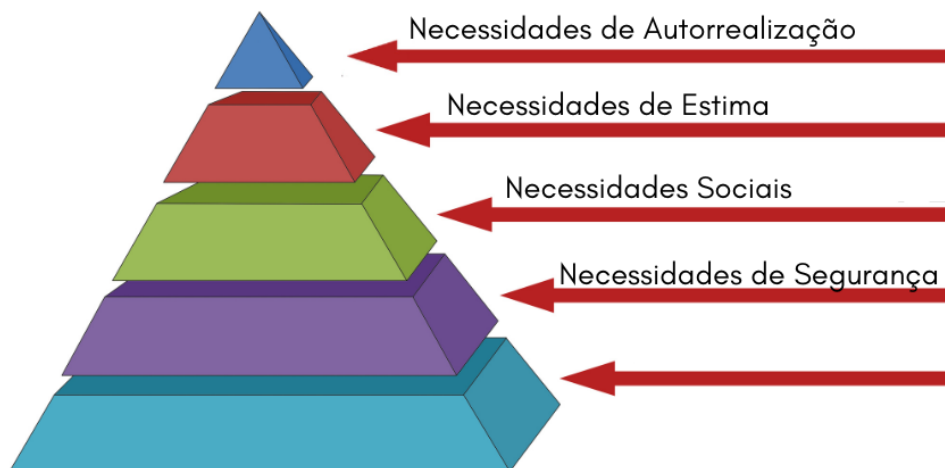 Necessidades de Autorrealização
Necessidades de Estima
Necessidades Sociais
Necessidades de Segurança